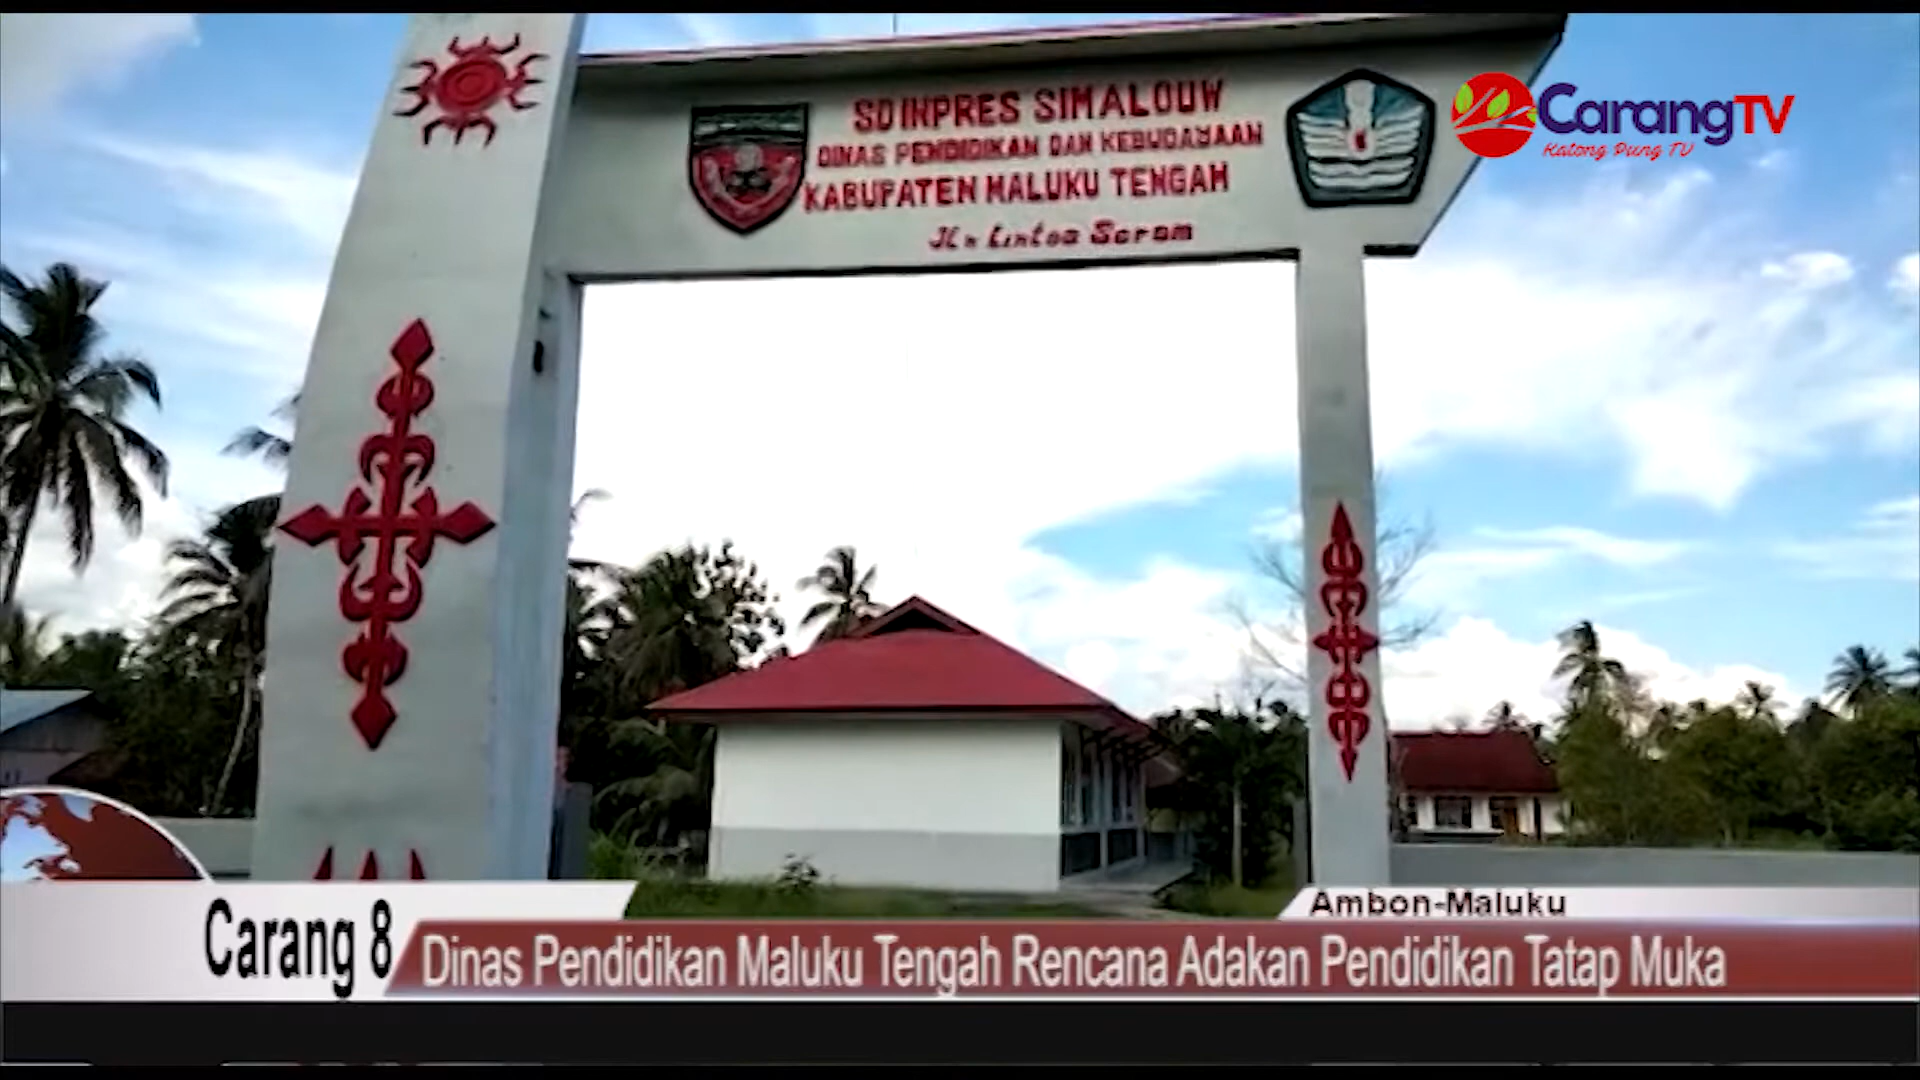 SD INPRES SIMALOUW
DINAS PENDIDIKAN DAN KEBUDAYAAN
KABUPATEN MALUKU TENGAH
Jln Lintas Seram
CarangTV
Katong Pung TV
Ambon-Maluku
Carang 8
Dinas Pendidikan Maluku Tengah Rencana Adakan Pendidikan Tatap Muka